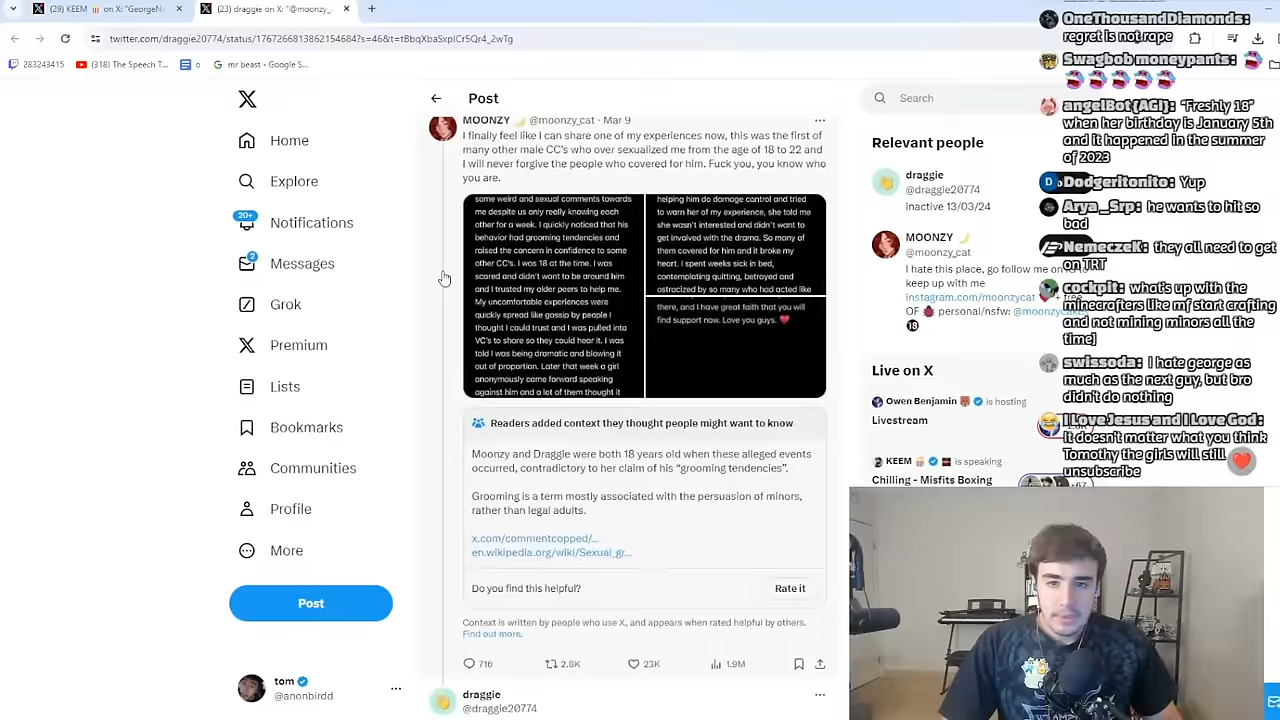 (29) KEEM 🍿 on X: "GeorgeN
(23) draggie on X: "@moonzy_
twitter.com/draggie20774/status/1767266813862154684?s=46&t=tBbqXbaSxpICf5Qr4_2wTg
283243415
(318) The Speech T...
0
mr beast - Google S...
X
Home
Explore
20+
Notifications
2
Messages
Grok
Premium
Lists
Bookmarks
Communities
Profile
More
Post
tom
@anonbirdd
Post
MOONZY 🌙 @moonzy_cat · Mar 9
I finally feel like I can share one of my experiences now, this was the first of
many other male CC's who over sexualized me from the age of 18 to 22 and
I will never forgive the people who covered for him. Fuck you, you know who
you are.
some weird and sexual comments towards
me despite us only really knowing each
other for a week. I quickly noticed that his
behavior had grooming tendencies and
raised the concern in confidence to some
other CC's. I was 18 at the time. I was
scared and didn't want to be around him
and I trusted my older peers to help me.
My uncomfortable experiences were
quickly spread like gossip by people I
thought I could trust and I was pulled into
VC's to share so they could hear it. I was
told I was being dramatic and blowing it
out of proportion. Later that week a girl
anonymously came forward speaking
against him and a lot of them thought it
helping him do damage control and tried
to warn her of my experience, she told me
she wasn't interested and didn't want to
get involved with the drama. So many of
them covered for him and it broke my
heart. I spent weeks sick in bed,
contemplating quitting, betrayed and
ostracized by so many who had acted like
there, and I have great faith that you will
find support now. Love you guys. ❤️
Readers added context they thought people might want to know
Moonzy and Draggie were both 18 years old when these alleged events
occurred, contradictory to her claim of his “grooming tendencies”.
Grooming is a term mostly associated with the persuasion of minors,
rather than legal adults.
x.com/commentcopped/...
en.wikipedia.org/wiki/Sexual_gr...
Do you find this helpful?
Rate it
Context is written by people who use X, and appears when rated helpful by others.
Find out more.
716
2.8K
23K
1.9M
draggie
@draggie20774
Search
Relevant people
draggie
@draggie20774
inactive 13/03/24
MOONZY 🌙
@moonzy_cat
I hate this place, go follow me on IG to
keep up with me
instagram.com/moonzycat
OF 🐞 personal/nsfw: @moonzycakes
🔞
Live on X
Owen Benjamin is hosting
Livestream
KEEM is speaking
Chilling - Misfits Boxing
+67
OneThousandDiamonds:
regret is not rape
Swagbob moneypants:
angelBot (AGI): "Freshly 18"
when her birthday is January 5th
and it happened in the summer
of 2023
Dodgeritonito: Yup
Arya_Srp: he wants to hit so
bad
NemeczeK: they all need to get
on TRT
cockpit: what's up with the
minecrafters like mf start crafting
and not mining minors all the
time]
swissoda: I hate george as
much as the next guy, but bro
didn't do nothing
I Love Jesus and I Love God:
It doesn't matter what you think
Tomothy the girls will still
unsubscribe